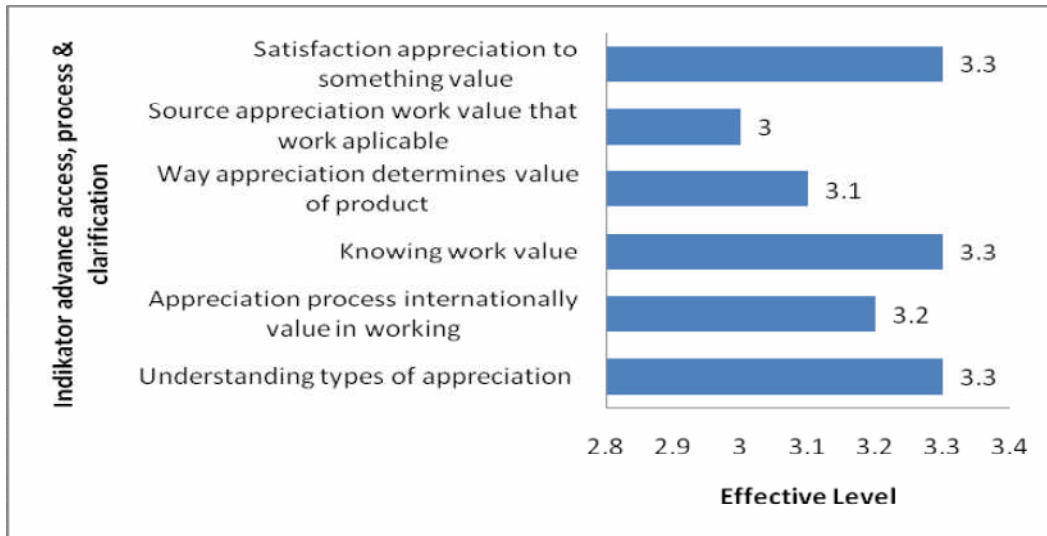 Indikator advance access, process &
clarification
Satisfaction appreciation to
something value
3.3
Source appreciation work value that
work aplicable
3
Way appreciation determines value
of product
3.1
Knowing work value
3.3
Appreciation process internationally
value in working
3.2
Understanding types of appreciation
3.3
2.8 2.9 3 3.1 3.2 3.3 3.4
Effective Level